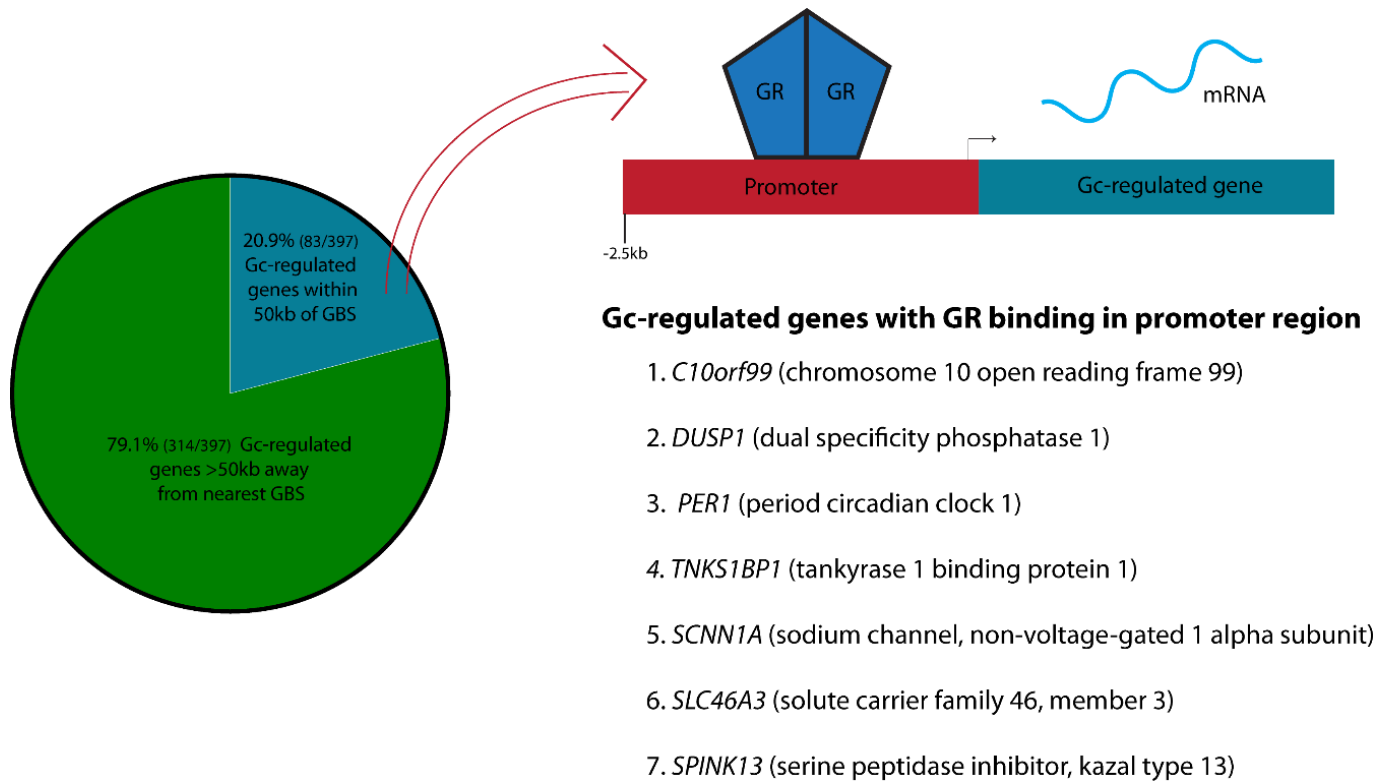 GR GR
mRNA
Promoter
Gc-regulated gene
-2.5kb
20.9% (83/397)
Gc-regulated
genes within
50kb of GBS
79.1% (314/397) Gc-regulated
genes >50kb away
from nearest GBS
Gc-regulated genes with GR binding in promoter region
1. C10orf99 (chromosome 10 open reading frame 99)
2. DUSP1 (dual specificity phosphatase 1)
3. PER1 (period circadian clock 1)
4. TNKS1BP1 (tankyrase 1 binding protein 1)
5. SCNN1A (sodium channel, non-voltage-gated 1 alpha subunit)
6. SLC46A3 (solute carrier family 46, member 3)
7. SPINK13 (serine peptidase inhibitor, kazal type 13)